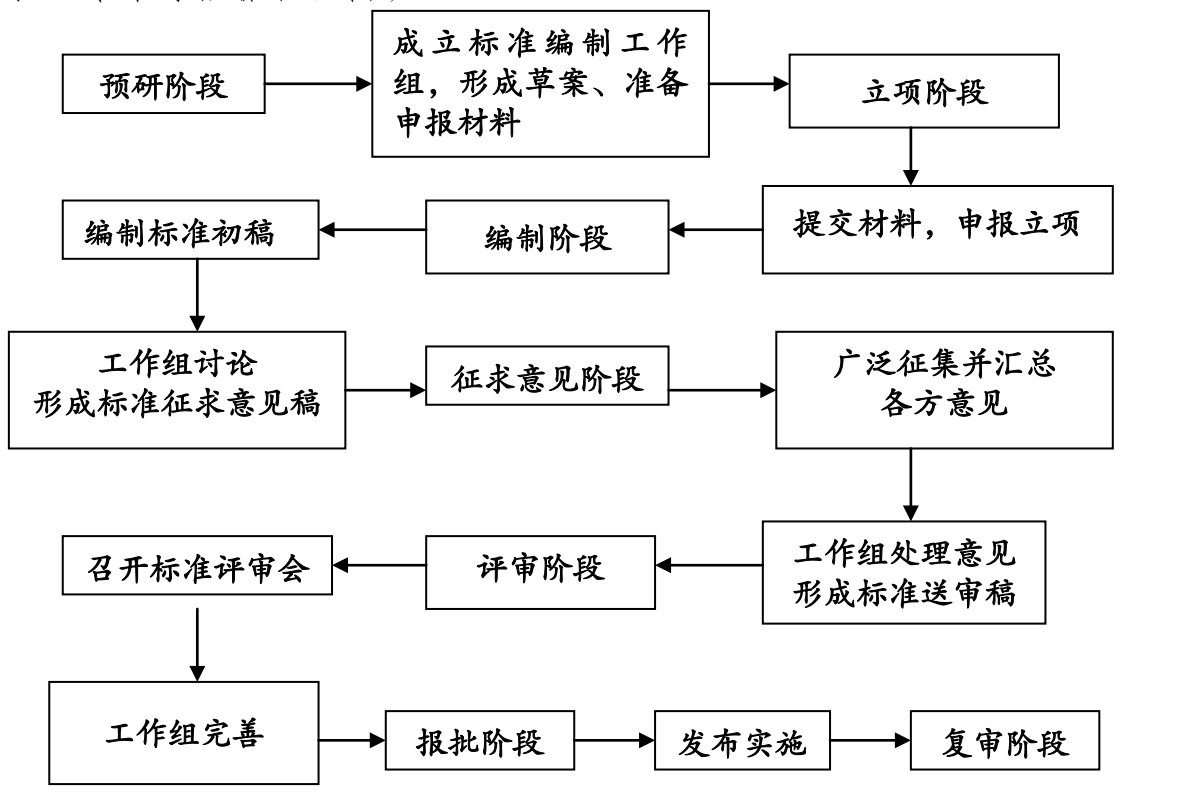 预研阶段
成立标准编制工作
组，形成草案、准备
申报材料
立项阶段
提交材料，申报立项
编制阶段
编制标准初稿
工作组讨论
形成标准征求意见稿
征求意见阶段
广泛征集并汇总
各方意见
工作组处理意见
形成标准送审稿
评审阶段
召开标准评审会
工作组完善
报批阶段
发布实施
复审阶段